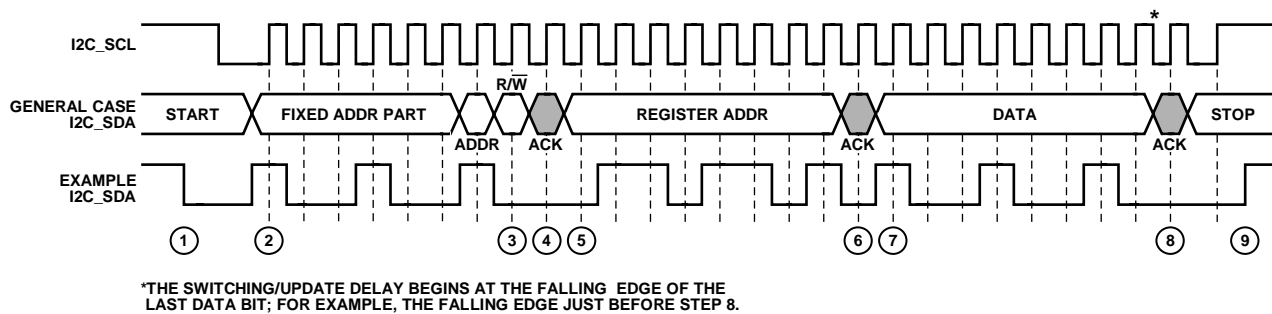 *
I2C_SCL
R/W̅
GENERAL CASE
I2C_SDA
START
FIXED ADDR PART
REGISTER ADDR
DATA
STOP
ADDR
ACK
ACK
ACK
EXAMPLE
I2C_SDA
1
2
3
4
5
6
7
8
9
*THE SWITCHING/UPDATE DELAY BEGINS AT THE FALLING EDGE OF THE
LAST DATA BIT; FOR EXAMPLE, THE FALLING EDGE JUST BEFORE STEP 8.